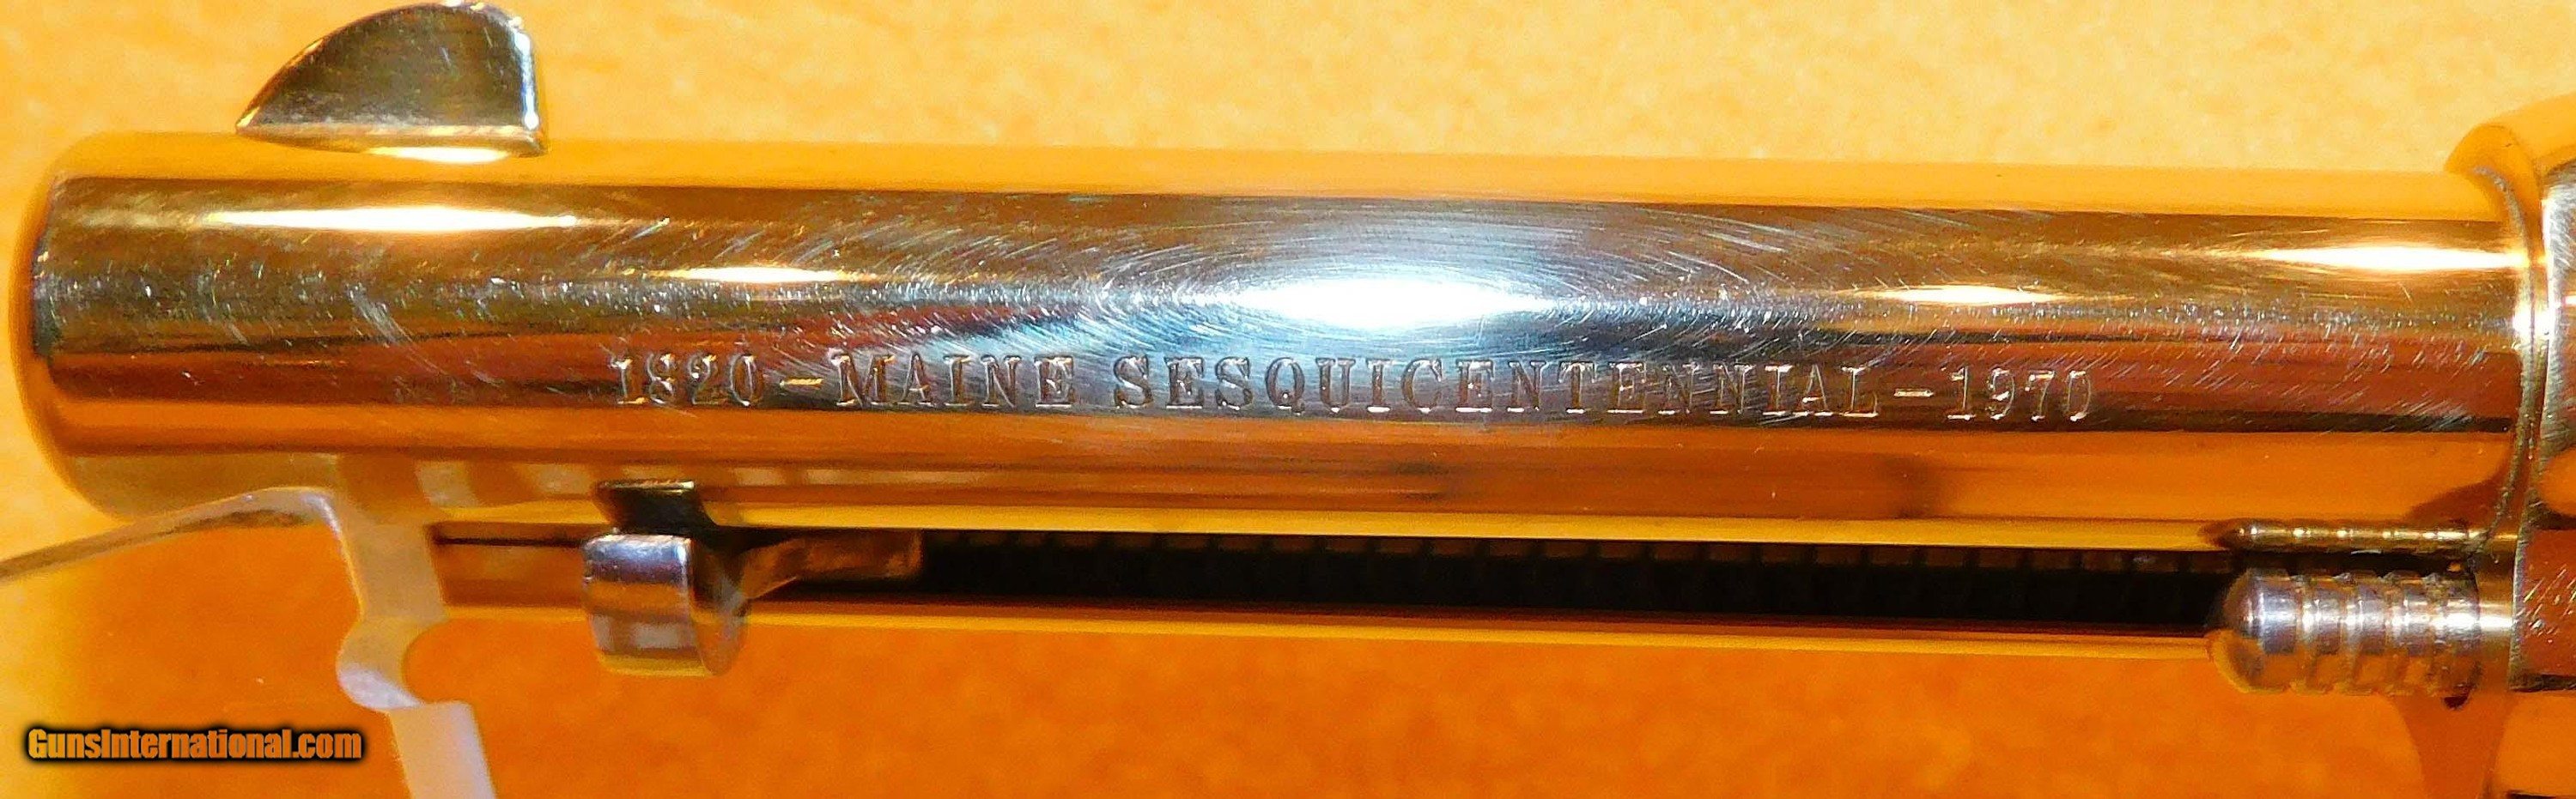 1820-MAINE SESQUICENTENNIAL-1970
GunsInternational.com